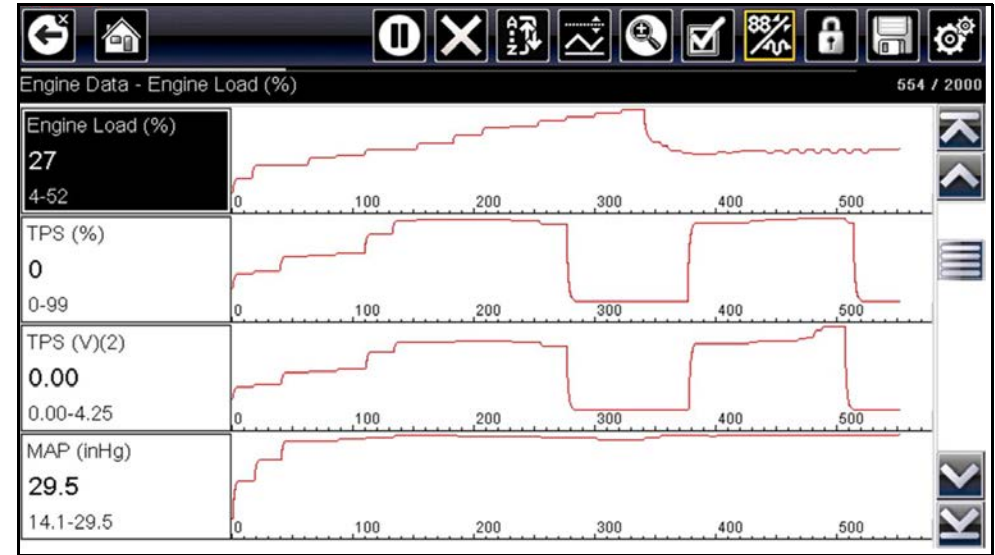 A
Z
88%
Engine Data - Engine Load (%)
554 / 2000
Engine Load (%)
27
4-52
0 100 200 300 400 500
TPS (%)
0
0-99
0 100 200 300 400 500
TPS (V)(2)
0.00
0.00-4.25
0 100 200 300 400 500
MAP (inHg)
29.5
14.1-29.5
0 100 200 300 400 500